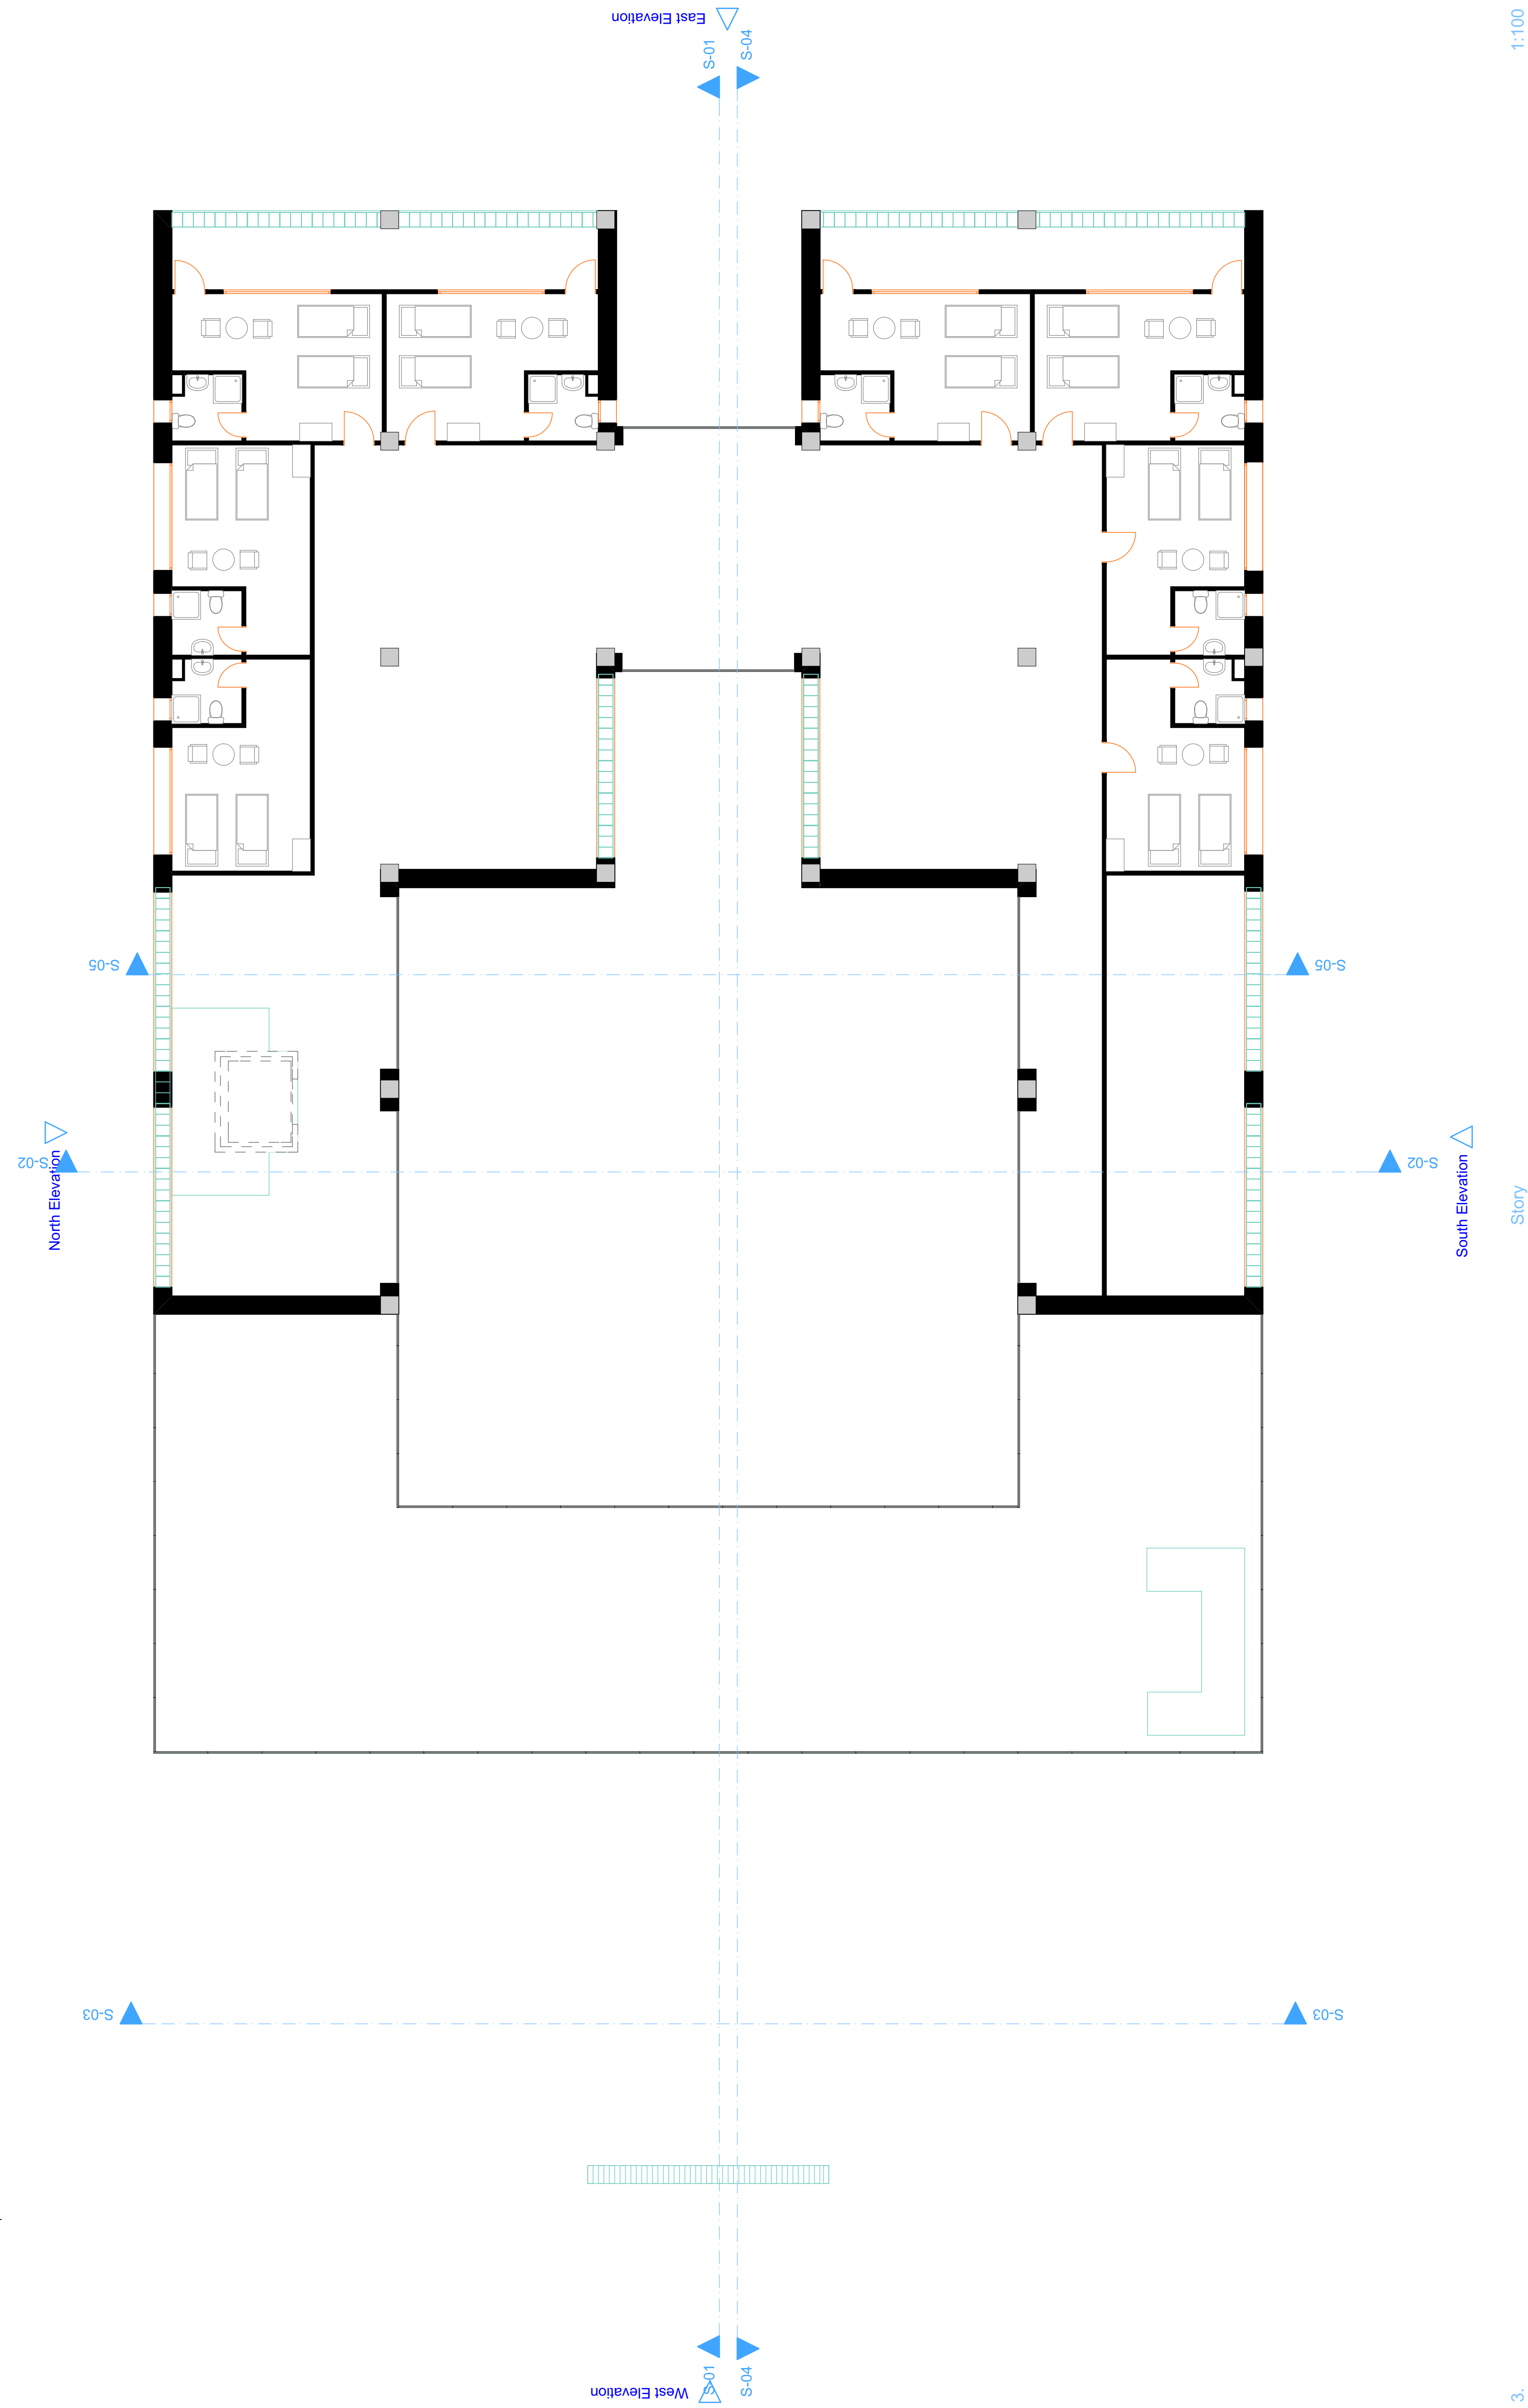 East Elevation
S-01
S-04
1:100
S-05
S-05
S-02
North Elevation
S-02
South Elevation
Story
S-03
S-03
S-01
S-04
West Elevation
3.